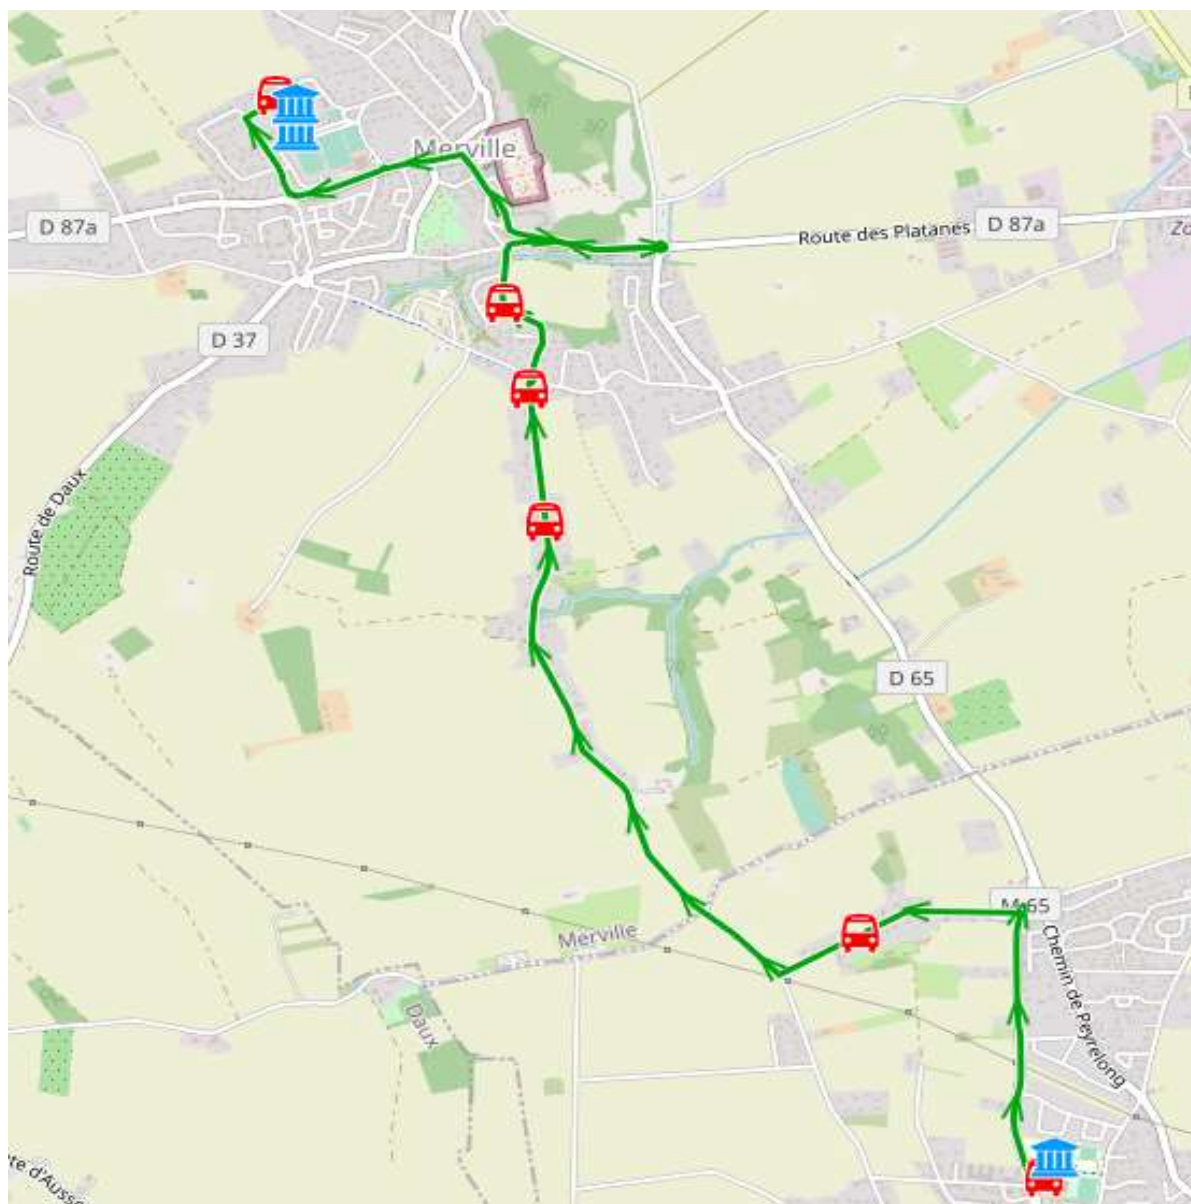 Merville
D 87a
Route des Platanes
D 87a
D 37
Route de Daux
D 65
M 65
Merville
Chemin de Peyrelong
Daux